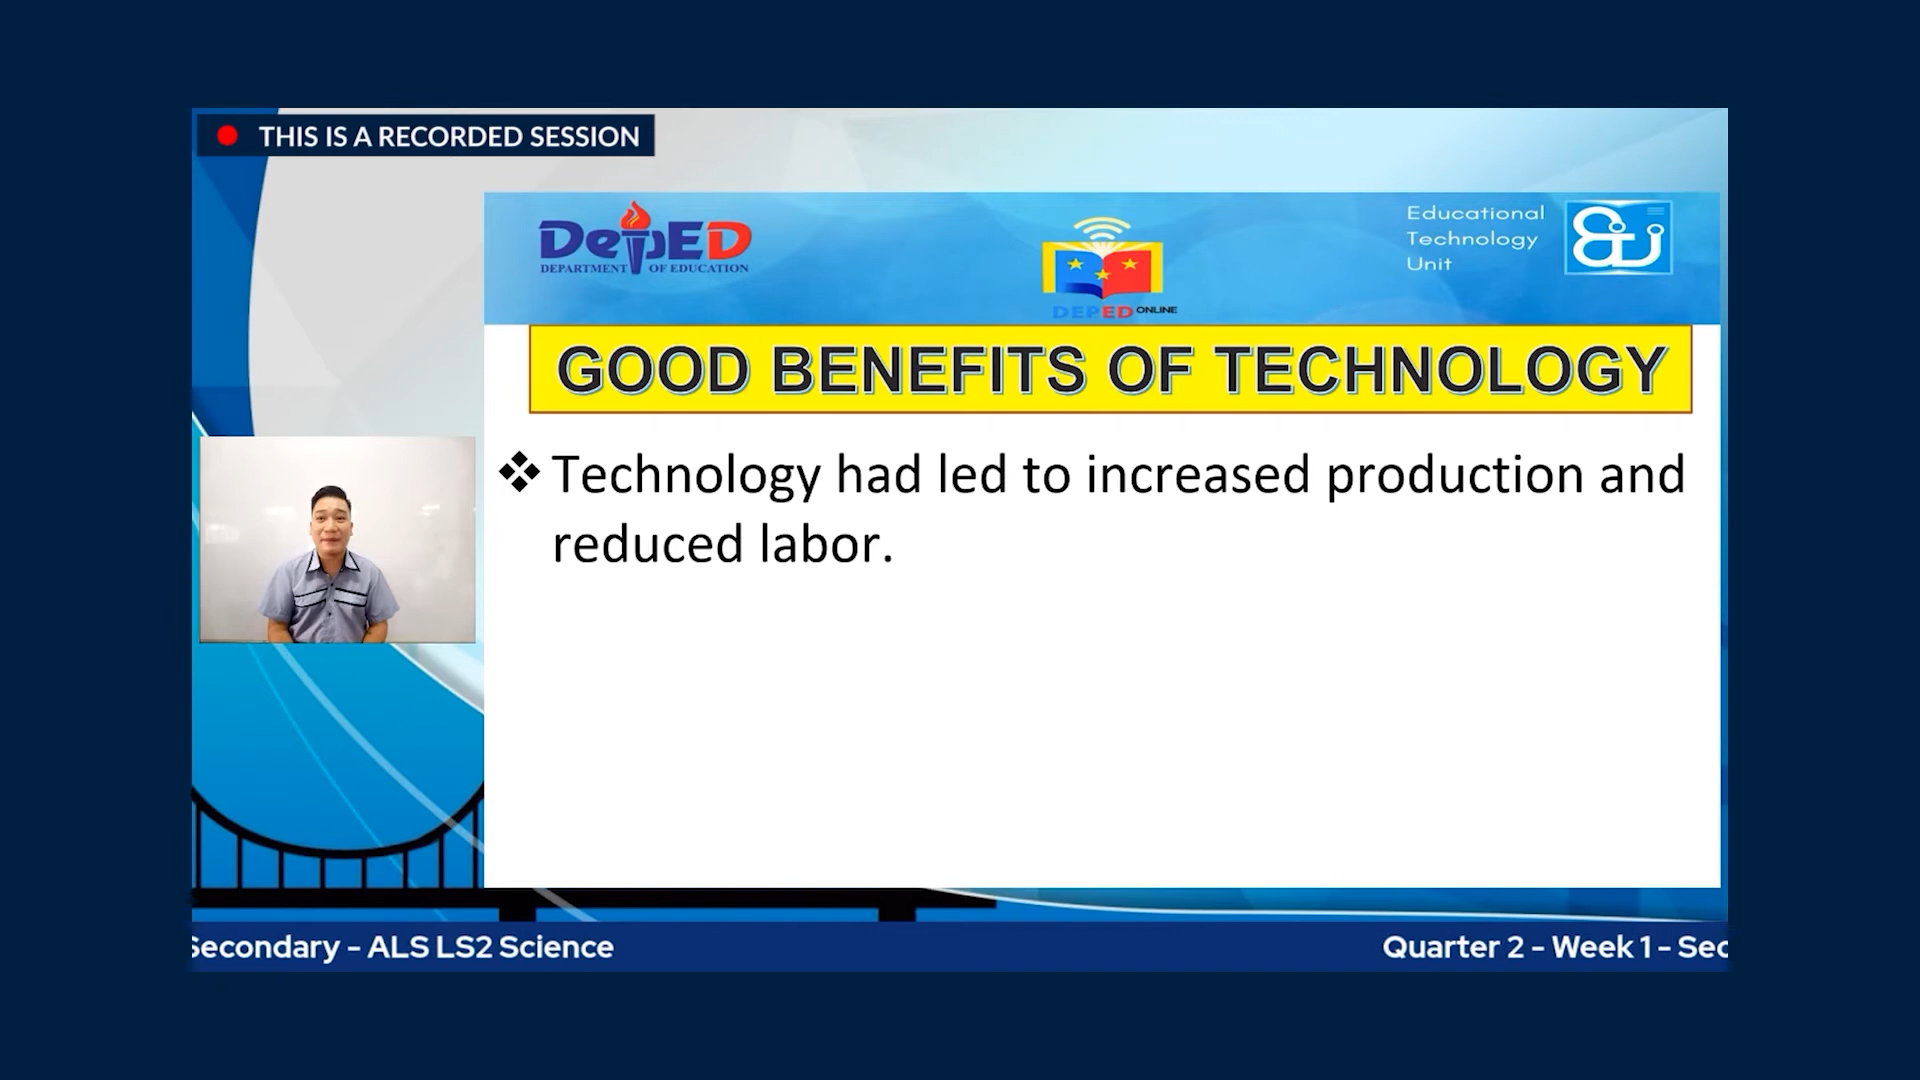 THIS IS A RECORDED SESSION
DepED
DEPARTMENT OF EDUCATION
DEPED ONLINE
Educational
Technology
Unit
GOOD BENEFITS OF TECHNOLOGY
❖ Technology had led to increased production and
reduced labor.
Secondary - ALS LS2 Science
Quarter 2 - Week 1 - Sec